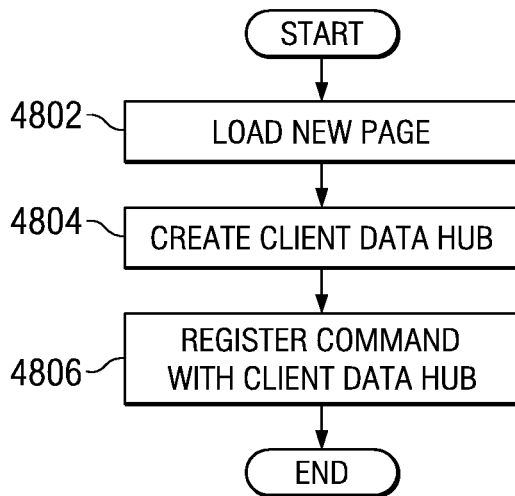 START
4802
LOAD NEW PAGE
4804
CREATE CLIENT DATA HUB
4806
REGISTER COMMAND
WITH CLIENT DATA HUB
END